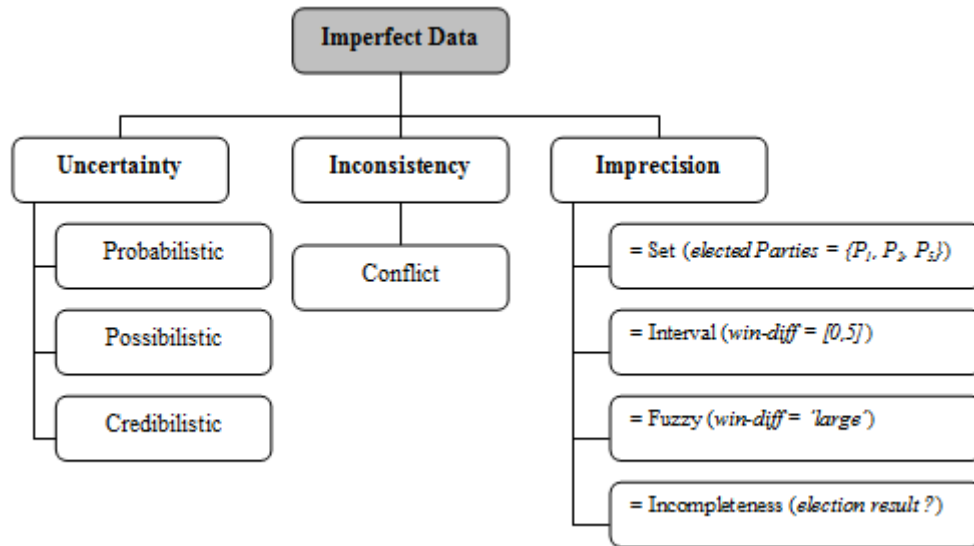 Imperfect Data
Uncertainty
Inconsistency
Imprecision
Probabilistic
Possibilistic
Credibilistic
Conflict
= Set (elected Parties = {P₁, P₂, P₃})
= Interval (win-diff = [0,5])
= Fuzzy (win-diff = ´large´)
= Incompleteness (election result ?)